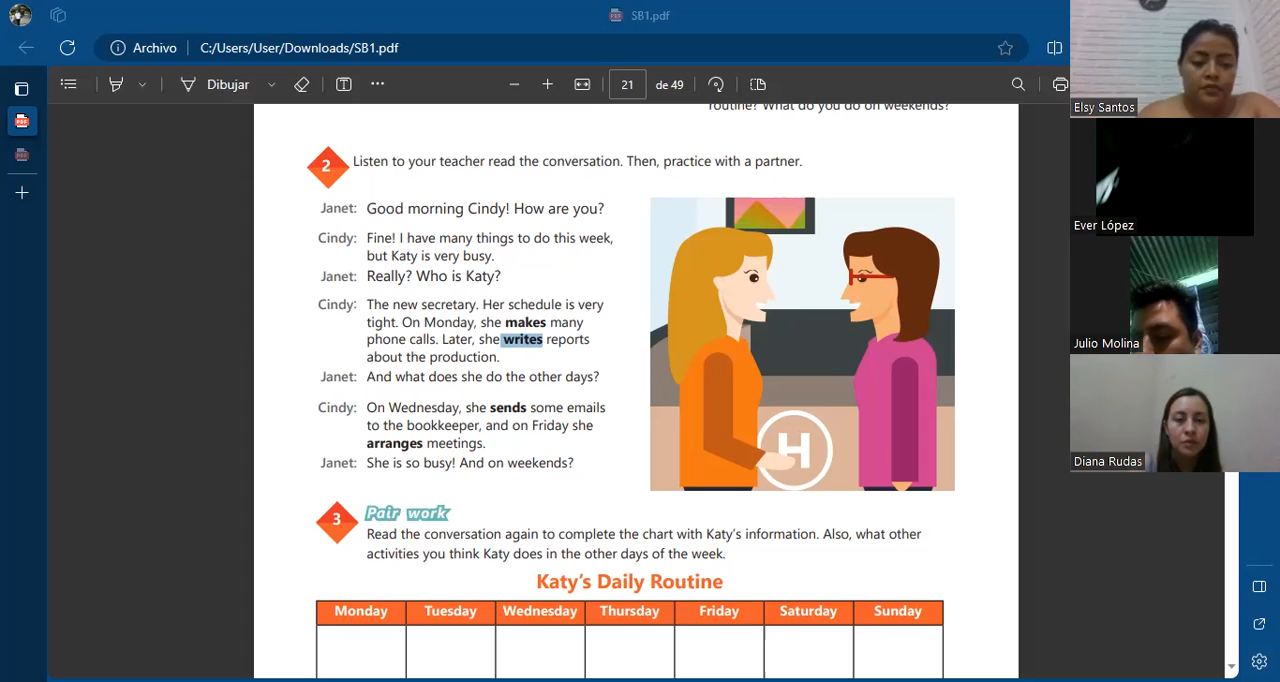 SB1.pdf
Archivo
C:/Users/User/Downloads/SB1.pdf
Dibujar
21
de 49
routine? What do you do on weekends?
2
Listen to your teacher read the conversation. Then, practice with a partner.
Janet: Good morning Cindy! How are you?
Cindy: Fine! I have many things to do this week,
but Katy is very busy.
Janet: Really? Who is Katy?
Cindy: The new secretary. Her schedule is very
tight. On Monday, she makes many
phone calls. Later, she writes reports
about the production.
Janet: And what does she do the other days?
Cindy: On Wednesday, she sends some emails
to the bookkeeper, and on Friday she
arranges meetings.
Janet: She is so busy! And on weekends?
H
3
Pair work
Read the conversation again to complete the chart with Katy's information. Also, what other
activities you think Katy does in the other days of the week.
Katy's Daily Routine
Monday Tuesday Wednesday Thursday Friday Saturday Sunday
Elsy Santos
Ever López
Julio Molina
Diana Rudas